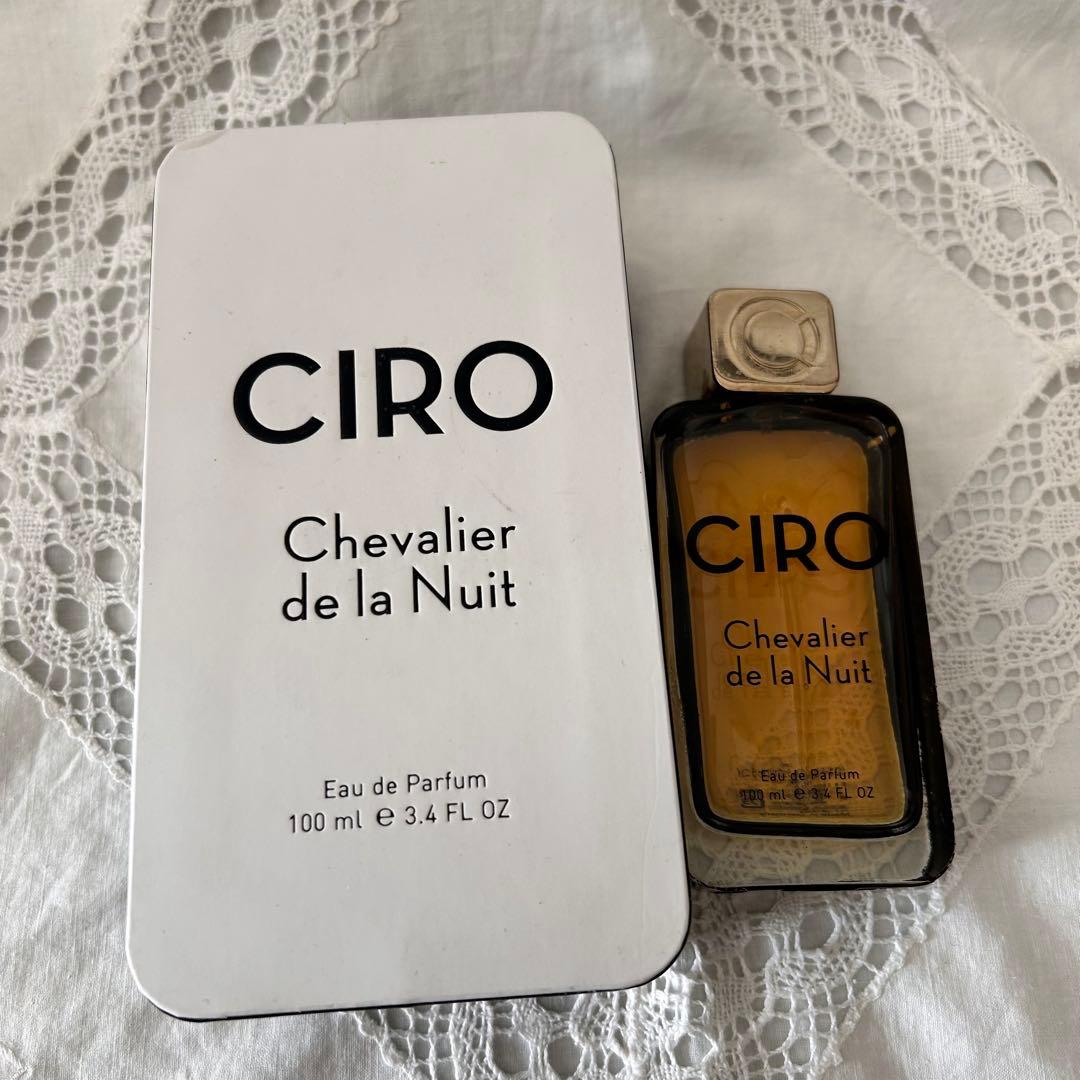 CIRO
Chevalier
de la Nuit
Eau de Parfum
100 ml ℮ 3.4 FL OZ
CIRO
Chevalier
de la Nuit
Eau de Parfum
100 ml ℮ 3.4 FL OZ